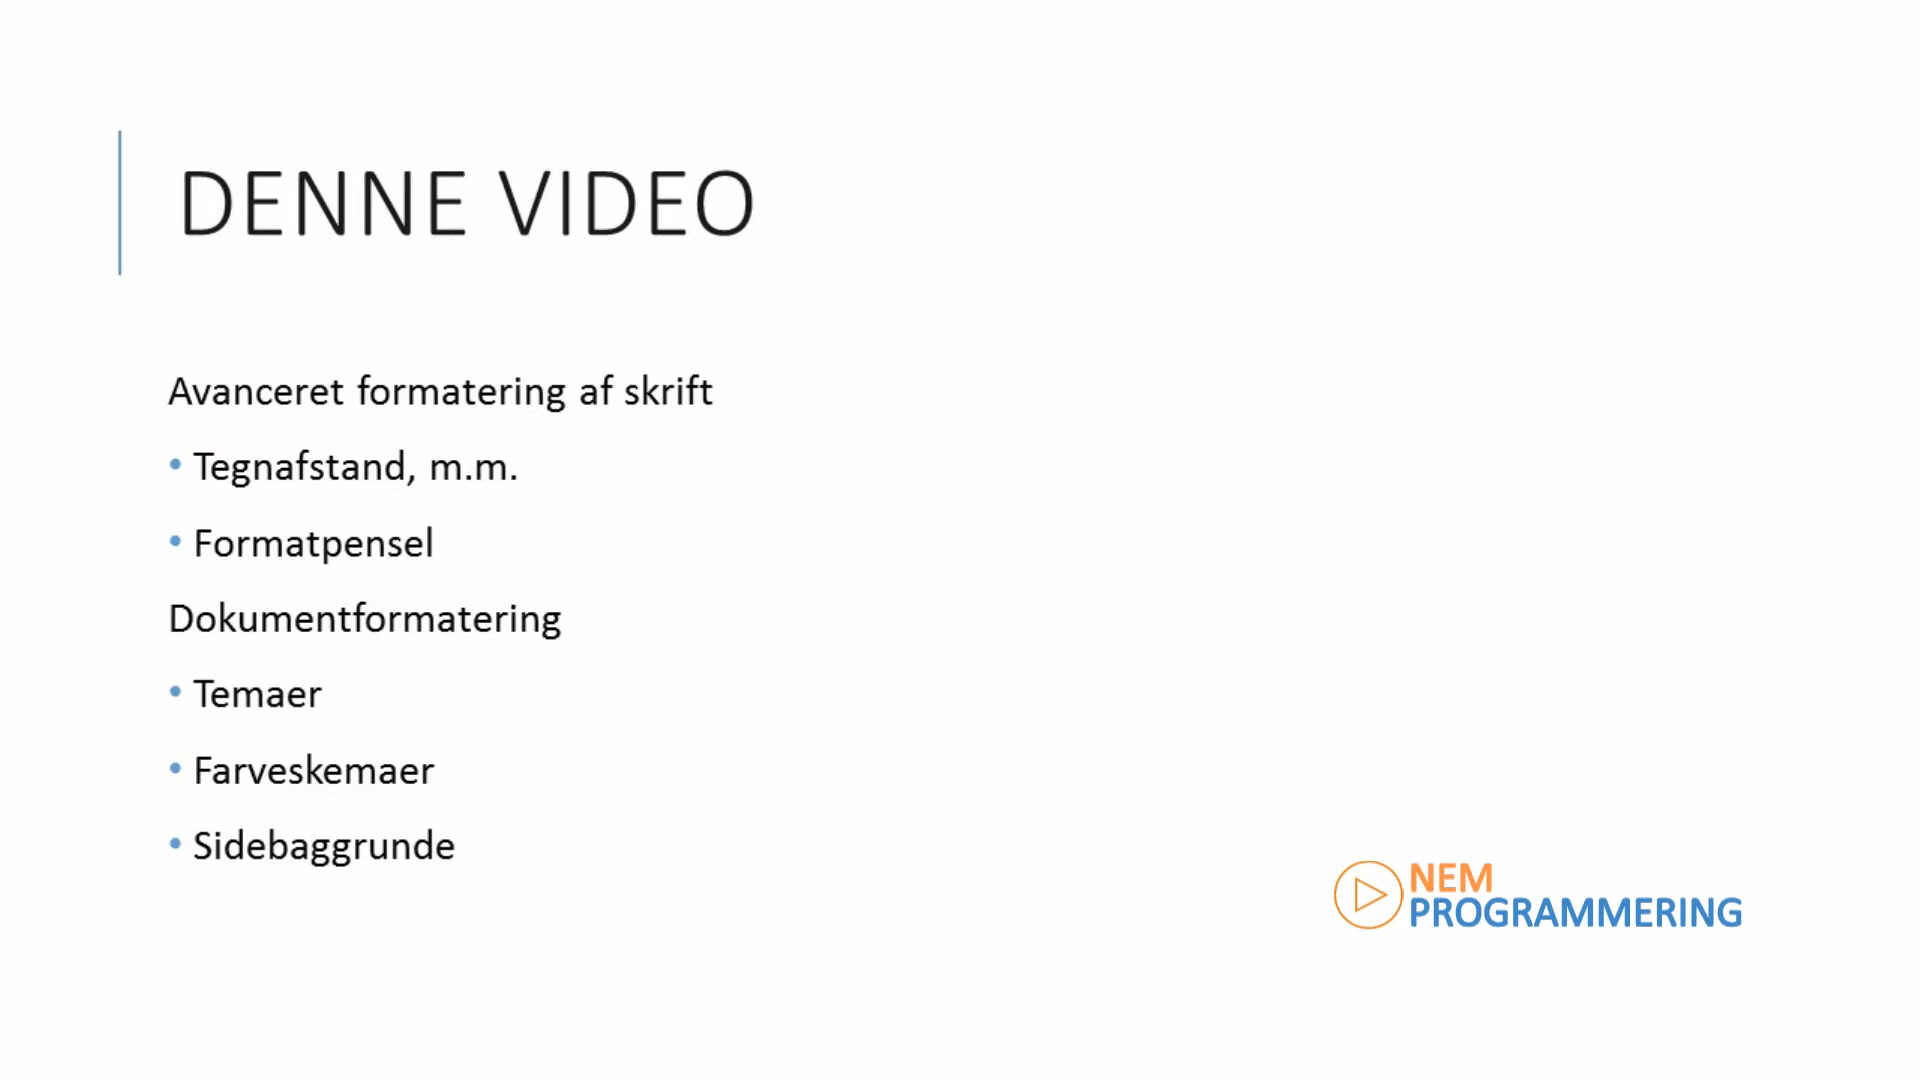 DENNE VIDEO
Avanceret formatering af skrift
• Tegnafstand, m.m.
• Formatpensel
Dokumentformatering
• Temaer
• Farveskemaer
• Sidebaggrunde
NEM
PROGRAMMERING